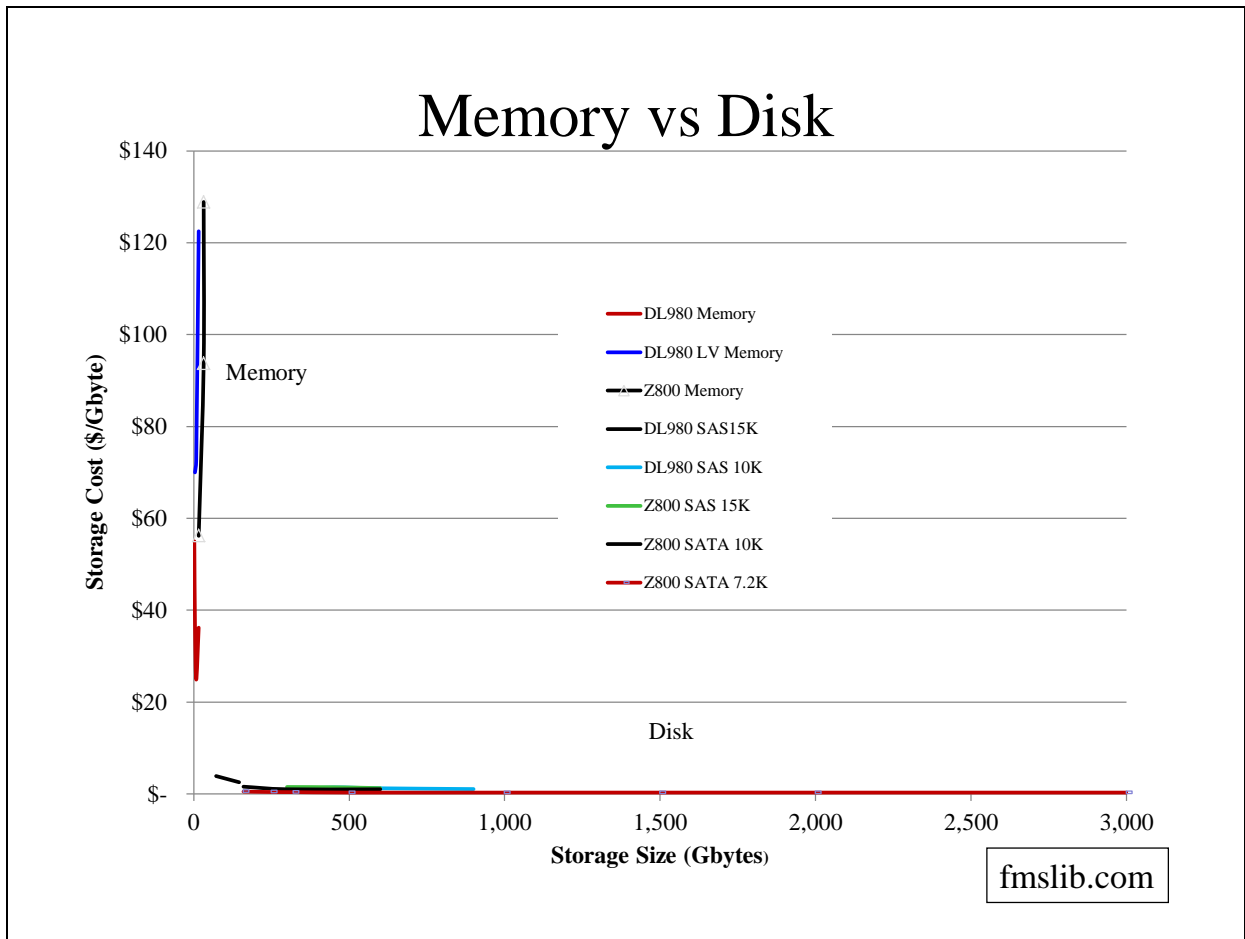 Memory vs Disk
$140
$120
$100
$80
$60
$40
$20
$-
Storage Cost ($/Gbyte)
Memory
DL980 Memory
DL980 LV Memory
Z800 Memory
DL980 SAS15K
DL980 SAS 10K
Z800 SAS 15K
Z800 SATA 10K
Z800 SATA 7.2K
Disk
0 500 1,000 1,500 2,000 2,500 3,000
Storage Size (Gbytes)
fmslib.com